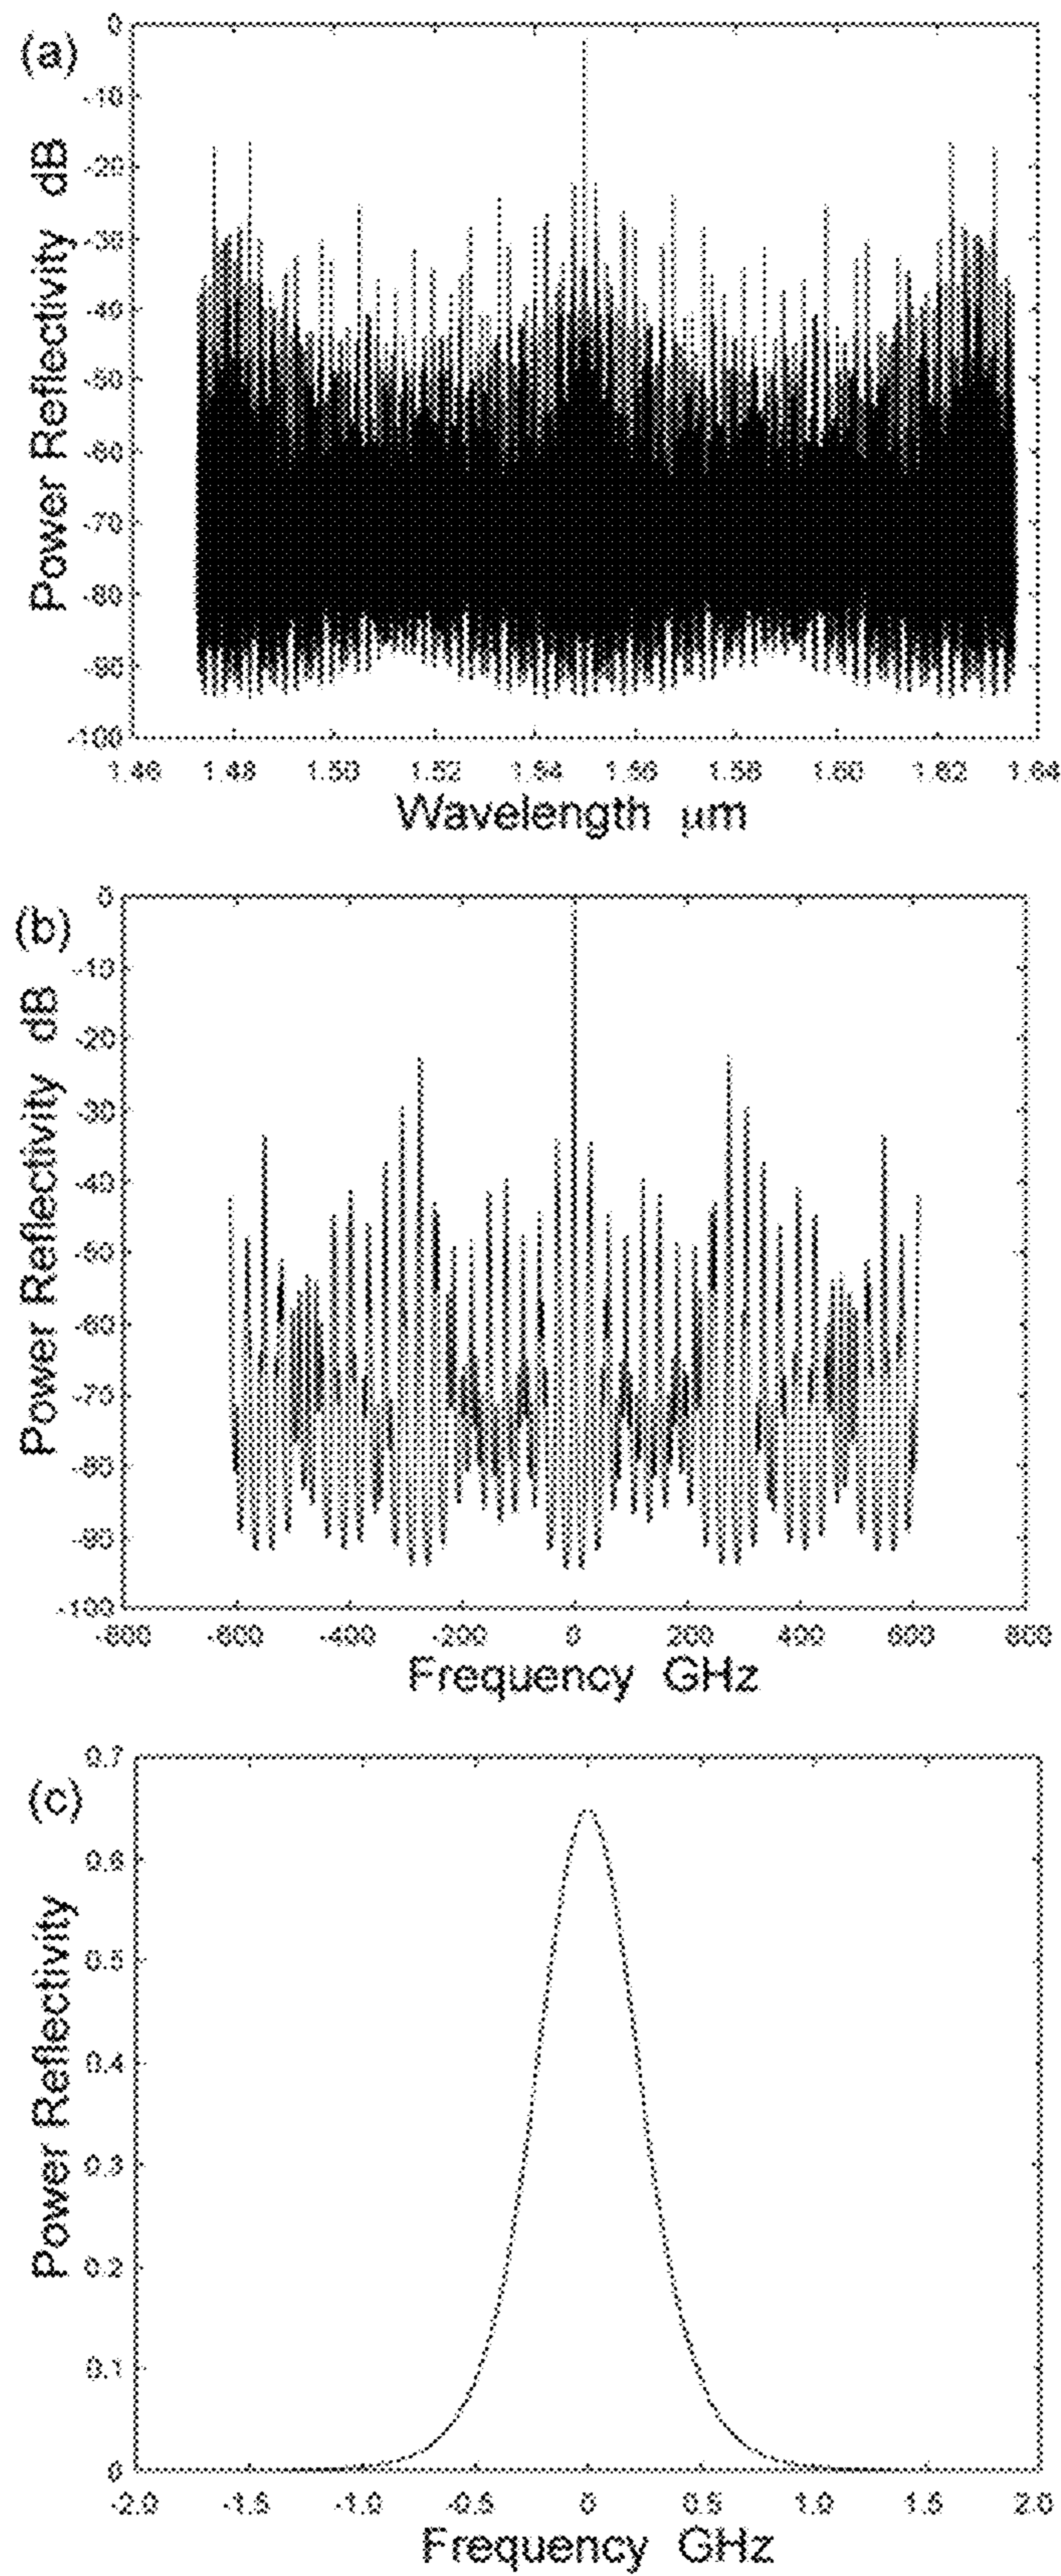 (a)
Power Reflectivity dB
0
-10
-20
-30
-40
-50
-60
-70
-80
-90
-100
1.46 1.48 1.50 1.52 1.54 1.56 1.58 1.60 1.62 1.64
Wavelength μm
(b)
Power Reflectivity dB
0
-10
-20
-30
-40
-50
-60
-70
-80
-90
-100
-800 -600 -400 -200 0 200 400 600 800
Frequency GHz
(c)
Power Reflectivity
0.7
0.6
0.5
0.4
0.3
0.2
0.1
0
-2.0 -1.5 -1.0 -0.5 0 0.5 1.0 1.5 2.0
Frequency GHz